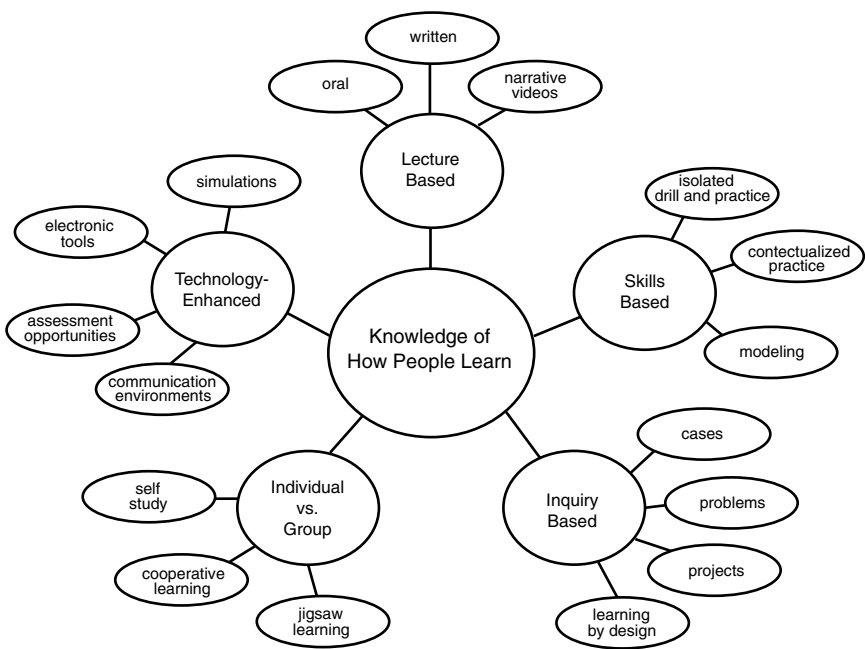 written
oral
narrative
videos
Lecture
Based
simulations
electronic
tools
Technology-
Enhanced
assessment
opportunities
communication
environments
isolated
drill and practice
contectualized
practice
Skills
Based
modeling
Knowledge of
How People Learn
cases
problems
Inquiry
Based
projects
learning
by design
Individual
vs.
Group
self
study
cooperative
learning
jigsaw
learning